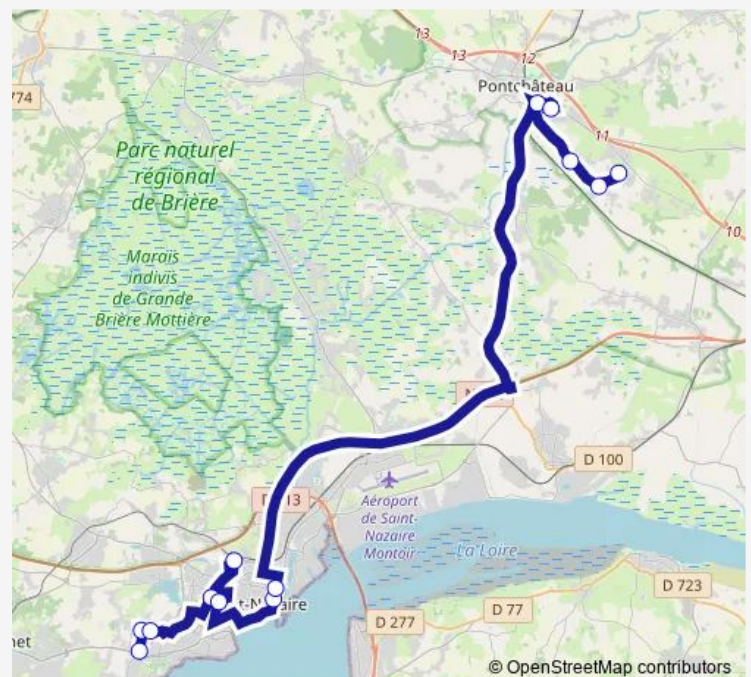 13
13
12
774
Pontchâteau
11
Parc naturel
régional
de Brière
10
Marais
indivis
de Grande
Brière Mottière
D 100
Aéroport
de Saint-
Nazaire
Montoir
La Loire
D 723
D 77
D 277
© OpenStreetMap contributors